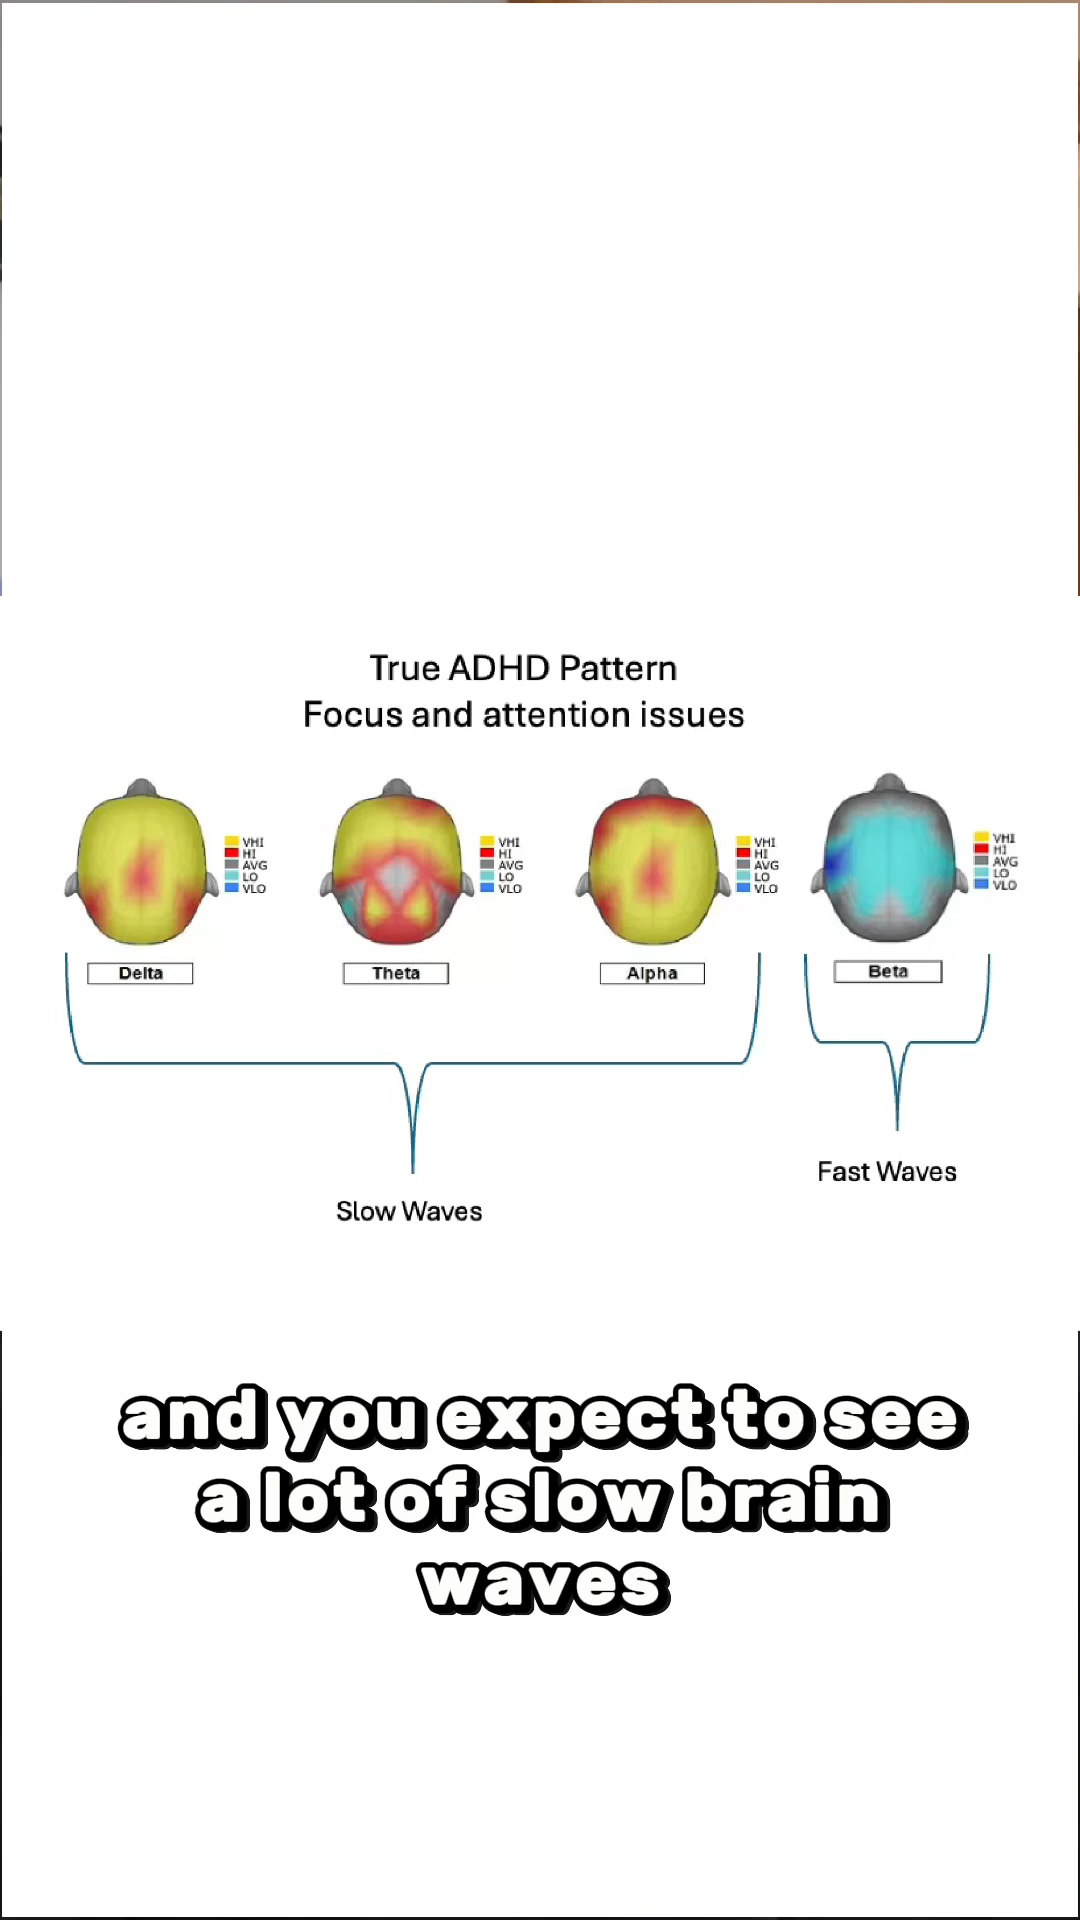 True ADHD Pattern
Focus and attention issues
VHI
HI
AVG
LO
VLO
VHI
HI
AVG
LO
VLO
VHI
HI
AVG
LO
VLO
VHI
HI
AVG
LO
VLO
Delta
Theta
Alpha
Beta
Fast Waves
Slow Waves
and you expect to see
a lot of slow brain
waves